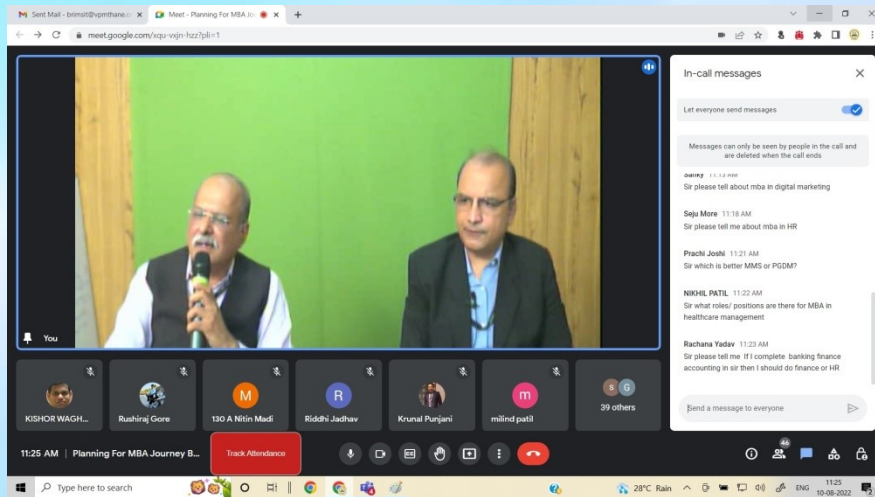 Sent Mail - brimsit@vpmthane.c
Meet - Planning For MBA Jo
meet.google.com/xqu-vxjn-hzz?pli=1
You
In-call messages
Let everyone send messages
Messages can only be seen by people in the call and
are deleted when the call ends
Sir please tell about mba in digital marketing
Seju More 11:18 AM
Sir please tell me about mba in HR
Prachi Joshi 11:21 AM
Sir which is better MMS or PGDM?
NIKHIL PATIL 11:22 AM
Sir what roles/ positions are there for MBA in
healthcare management
Rachana Yadav 11:23 AM
Sir please tell me If I complete banking finance
accounting in sir then I should do finance or HR
Send a message to everyone
M
R
m
S G
KISHOR WAGH...
Rushiraj Gore
130 A Nitin Madi
Riddhi Jadhav
Krunal Punjani
milind patil
39 others
11:25 AM | Planning For MBA Journey B...
Track Attendance
46
Type here to search
28°C Rain
ENG
11:25
10-08-2022
2